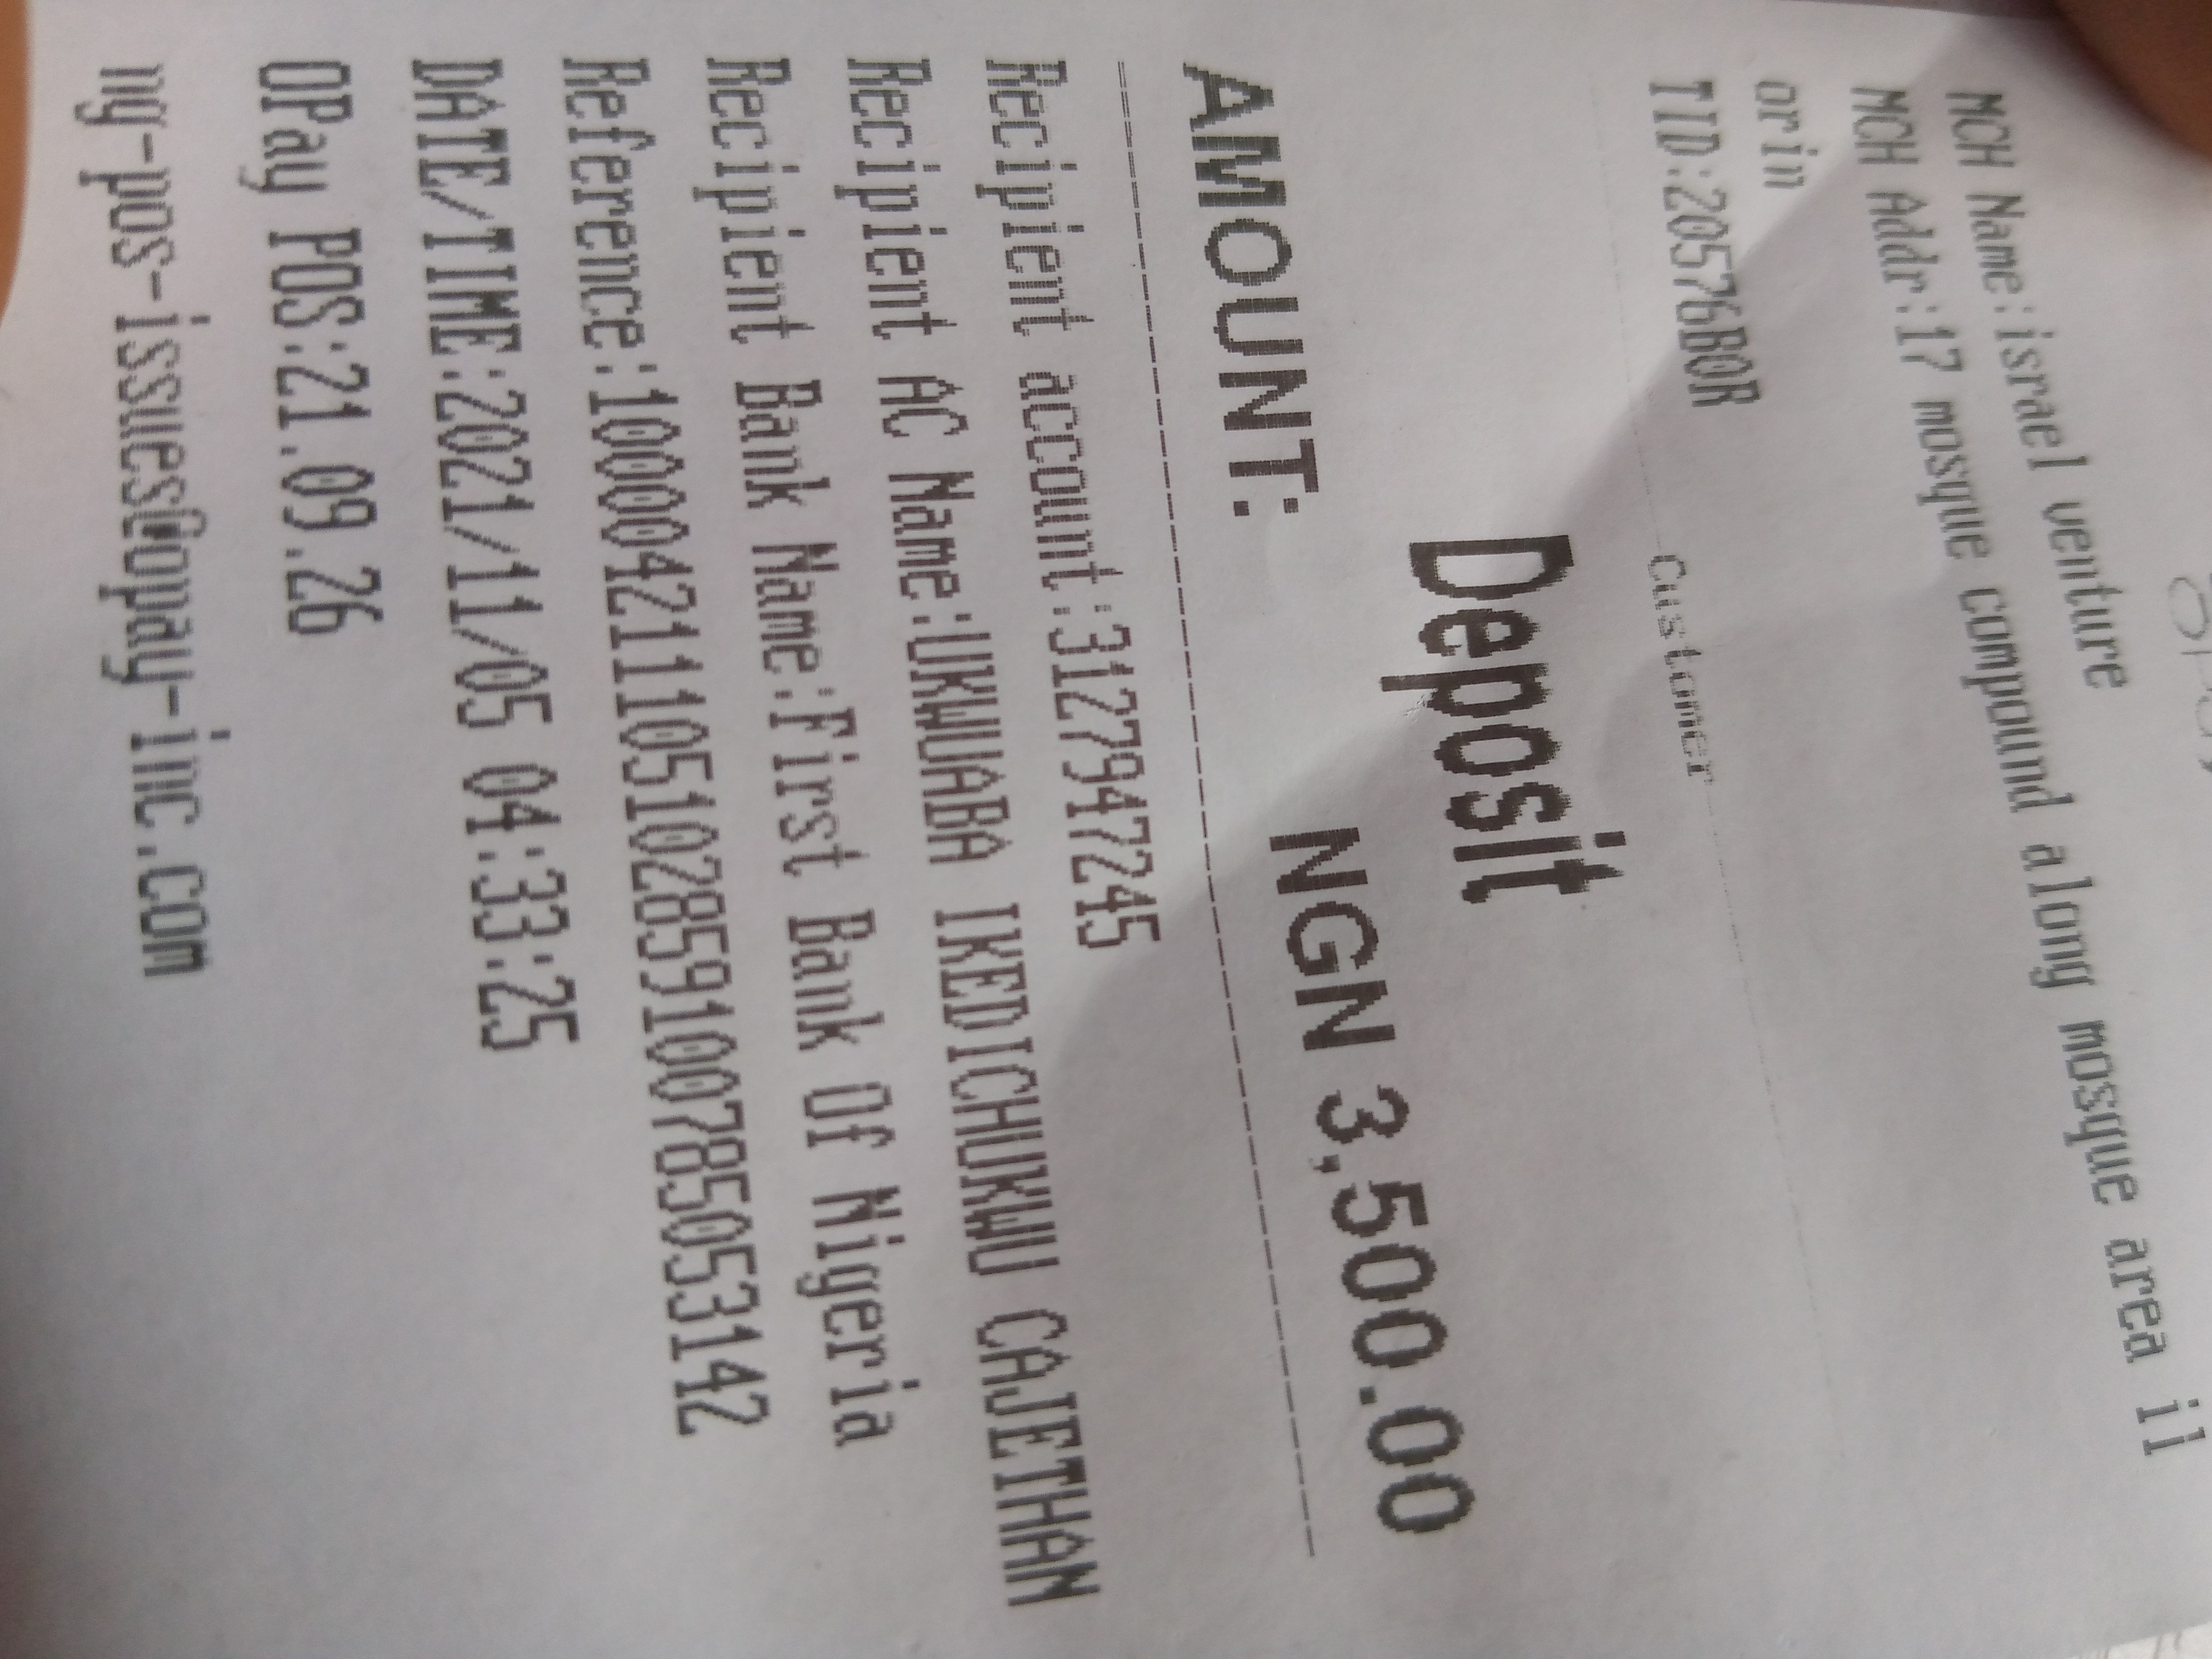 MCH Name:israel venture
MCH Addr:17 mosque compound along mosque area il
orin
TID:20576BOR
Customer
Deposit
AMOUNT: NGN 3,500.00
Recipient account:3127947245
Recipient AC Name:UKWUABA IKEDICHUKWU CAJETHAN
Recipient Bank Name:First Bank Of Nigeria
Reference:100004211105102859100785053142
DATE/TIME:2021/11/05 04:33:25
OPay POS:21.09.26
ng-pos-issues@opay-inc.com